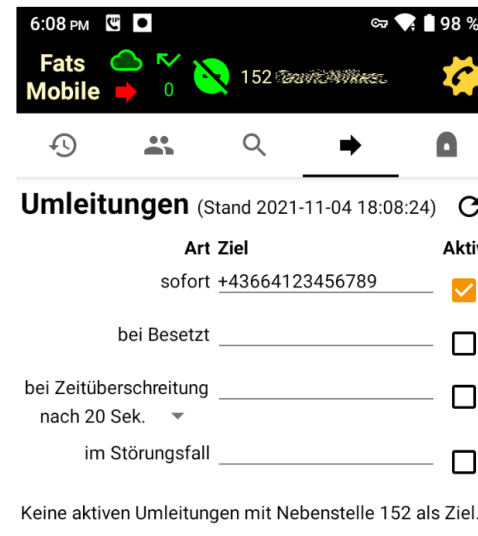 6:08 PM 98 %
Fats
Mobile 0 152
Umleitungen (Stand 2021-11-04 18:08:24)
Art Ziel
sofort +43664123456789
bei Besetzt
bei Zeitüberschreitung
nach 20 Sek.
im Störungsfall
Keine aktiven Umleitungen mit Nebenstelle 152 als Ziel.